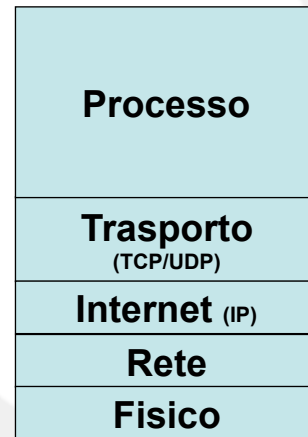 Processo
Trasporto
(TCP/UDP)
Internet (IP)
Rete
Fisico